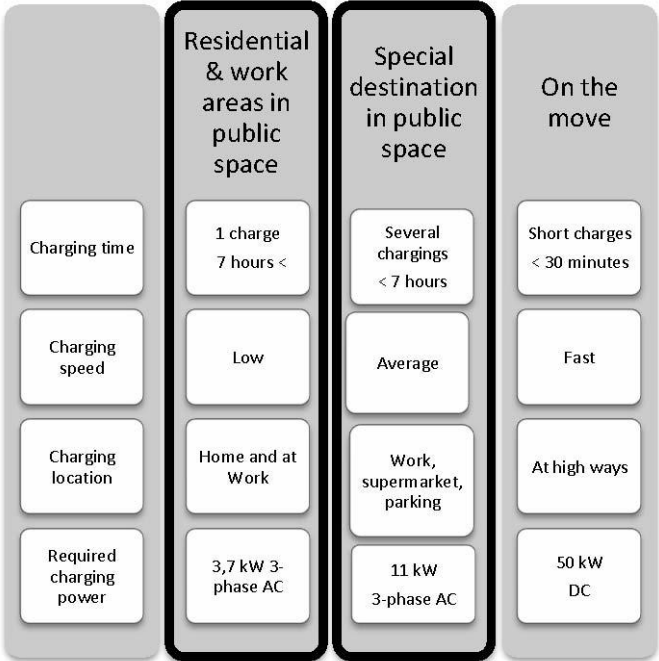 Residential
& work
areas in
public
space
Special
destination
in public
space
On the
move
Charging time
1 charge
7 hours <
Several
chargings
< 7 hours
Short charges
< 30 minutes
Charging
speed
Low
Average
Fast
Charging
location
Home and at
Work
Work,
supermarket,
parking
At high ways
Required
charging
power
3,7 kW 3-
phase AC
11 kW
3-phase AC
50 kW
DC